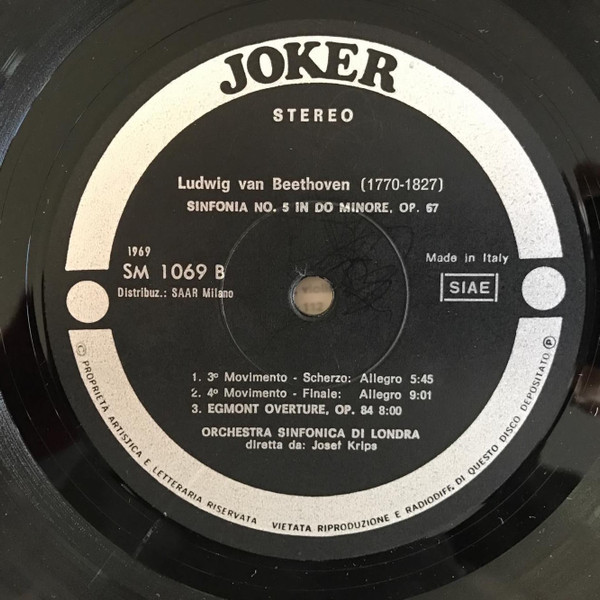 JOKER
STEREO
Ludwig van Beethoven (1770-1827)
SINFONIA NO. 5 IN DO MINORE, OP. 67
1969
SM 1069 B
Distribuz.: SAAR Milano
Made in Italy
SIAE
1. 3º Movimento - Scherzo: Allegro 5:45
2. 4º Movimento - Finale: Allegro 9:01
3. EGMONT OVERTURE, OP. 84 8:00
ORCHESTRA SINFONICA DI LONDRA
diretta da: Josef Krips
© PROPRIETÀ ARTISTICA E LETTERARIA RISERVATA VIETATA RIPRODUZIONE E RADIODIFF. DI QUESTO DISCO DEPOSITATO ℗